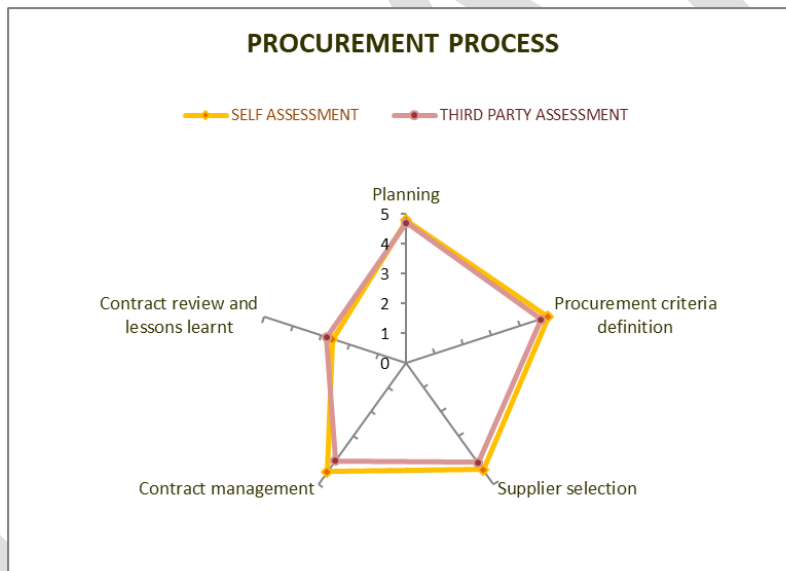 PROCUREMENT PROCESS
SELF ASSESSMENT
THIRD PARTY ASSESSMENT
Planning
5
4
3
2
1
0
Procurement criteria
definition
Supplier selection
Contract management
Contract review and
lessons learnt